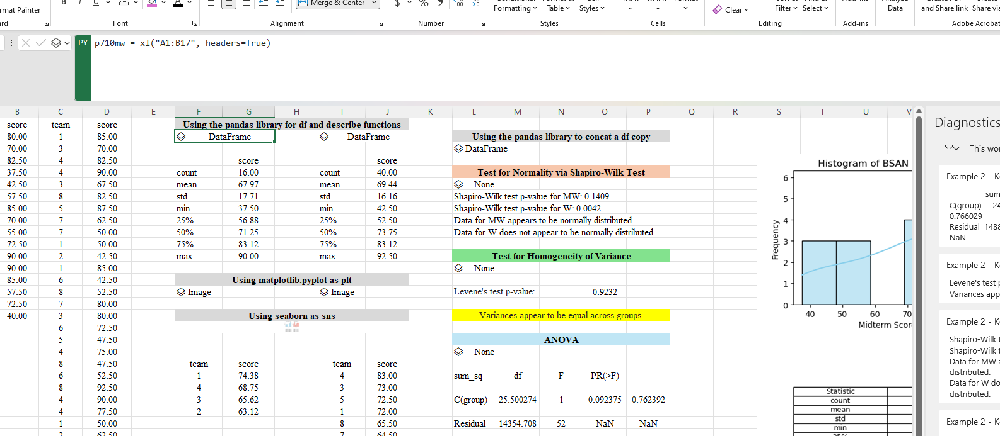 Merge & Center
Formatting Table Styles
Clear
Filter Select
Data
and Share link Share via
rmat Painter
rd Font Alignment Number Styles Cells Editing Add-ins Adobe Acrobat
PY p710mw = xl("A1:B17", headers=True)
B C D E F G H I J K L M N O P Q R S T U V
score team score Using the pandas library for df and describe functions
80.00 1 85.00 DataFrame DataFrame Using the pandas library to concat a df copy
70.00 3 70.00 DataFrame
82.50 4 82.50 score score
37.50 4 90.00 count 16.00 count 40.00 Test for Normality via Shapiro-Wilk Test
42.50 3 67.50 mean 67.97 mean 69.44 None
57.50 8 82.50 std 17.71 std 16.16 Shapiro-Wilk test p-value for MW: 0.1409
85.00 5 87.50 min 37.50 min 42.50 Shapiro-Wilk test p-value for W: 0.0042
70.00 7 62.50 25% 56.88 25% 52.50 Data for MW appears to be normally distributed.
55.00 7 50.00 50% 71.25 50% 73.75 Data for W does not appear to be normally distributed.
72.50 1 50.00 75% 83.12 75% 83.12
90.00 2 42.50 max 90.00 max 92.50 Test for Homogeneity of Variance
90.00 1 85.00 None
85.00 6 42.50 Using matplotlib.pyplot as plt
57.50 8 52.50 Image Image Levene's test p-value: 0.9232
72.50 7 80.00
40.00 3 80.00 Using seaborn as sns Variances appear to be equal across groups.
6 72.50
5 47.50 ANOVA
4 75.00 None
8 47.50 team score team score
6 52.50 1 74.38 4 83.00 sum_sq df F PR(>F)
8 92.50 4 68.75 3 73.00
4 90.00 3 65.62 5 72.50 C(group) 25.500274 1 0.092375 0.762392
4 77.50 2 63.12 1 72.00
1 50.00 8 65.50 Residual 14354.708 52 NaN NaN
2 62.50 7 64.50
Histogram of BSAN
Frequency
6
5
4
3
2
1
0
40 50 60 70
Midterm Scor
Statistic
count
mean
std
min
25%
Diagnostics
This wor
Example 2 - K
sum
C(group) 24
0.766029
Residual 1488
NaN
Example 2 - K
Levene's test p
Variances app
Example 2 - K
Shapiro-Wilk t
Shapiro-Wilk t
Data for MW a
distributed.
Data for W do
distributed.
Example 2 - K